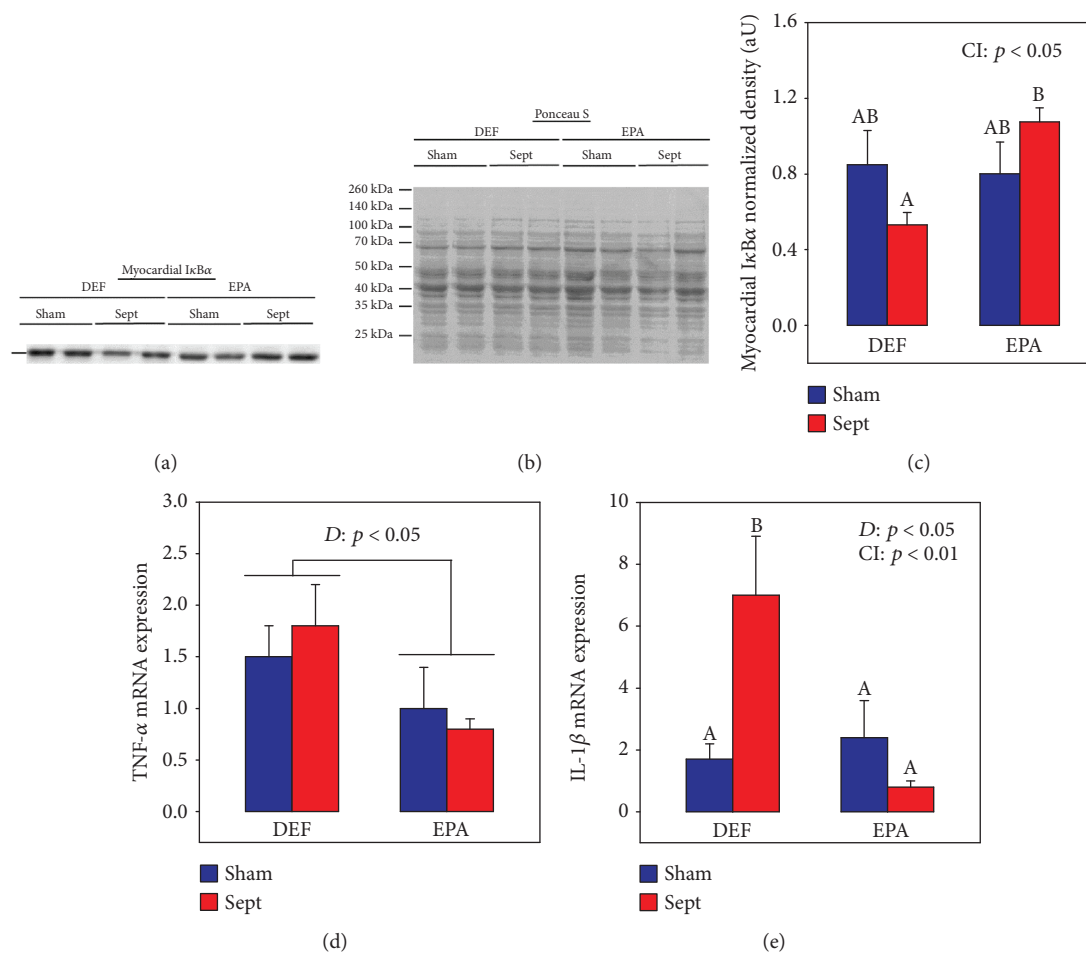 Myocardial IκBα
DEF EPA
Sham Sept Sham Sept
(a)
Ponceau S
DEF EPA
Sham Sept Sham Sept
260 kDa
140 kDa
100 kDa
70 kDa
50 kDa
40 kDa
35 kDa
25 kDa
(b)
Myocardial IκBα normalized density (aU)
1.6
1.2
0.8
0.4
0.0
CI: p < 0.05
AB
A
AB
B
DEF EPA
Sham
Sept
(c)
TNF-α mRNA expression
3.0
2.5
2.0
1.5
1.0
0.5
0.0
D: p < 0.05
DEF EPA
Sham
Sept
(d)
IL-1β mRNA expression
10
8
6
4
2
0
D: p < 0.05
CI: p < 0.01
A
B
A
A
DEF EPA
Sham
Sept
(e)